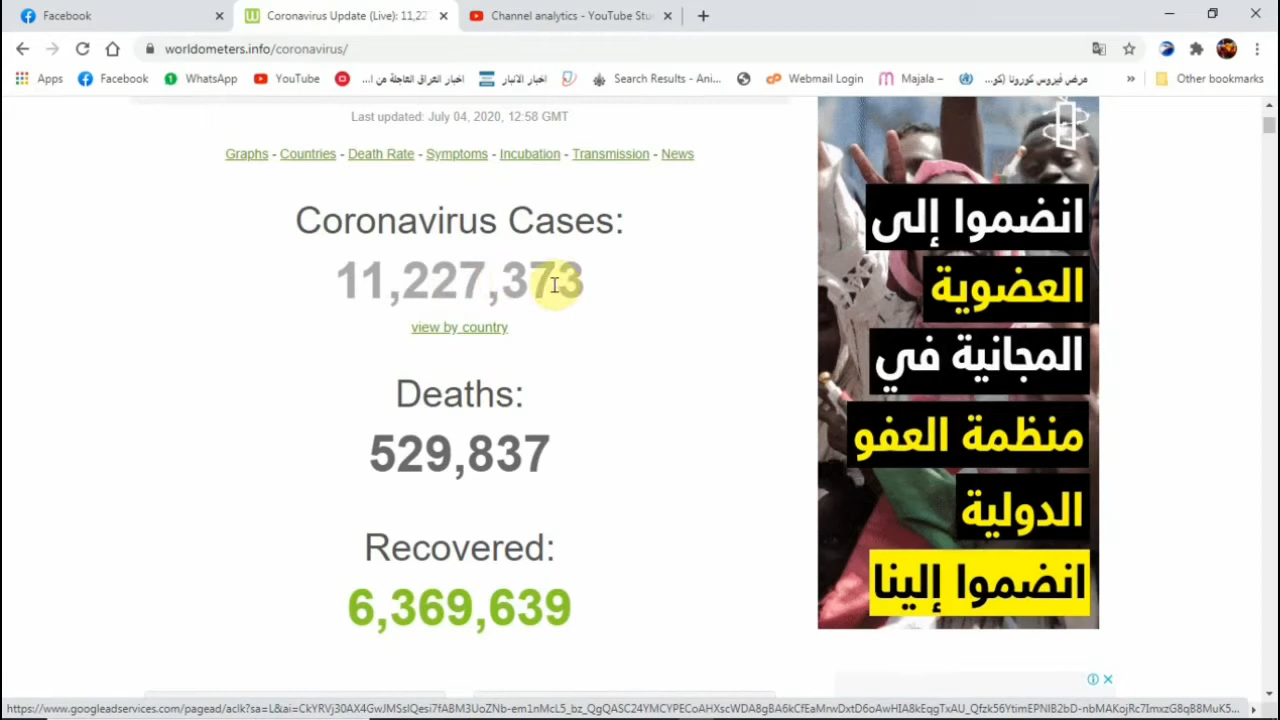 Facebook
Coronavirus Update (Live): 11,227
Channel analytics - YouTube Stu
worldometers.info/coronavirus/
Apps Facebook WhatsApp YouTube اخبار العراق العاجلة من ا... اخبار الانبار Search Results - Ani... Webmail Login Majala – مرض فيروس كورونا (كو... » Other bookmarks
Last updated: July 04, 2020, 12:58 GMT
Graphs - Countries - Death Rate - Symptoms - Incubation - Transmission - News
Coronavirus Cases:
11,227,373
view by country
Deaths:
529,837
Recovered:
6,369,639
انضموا إلى
العضوية
المجانية في
منظمة العفو
الدولية
انضموا إلينا